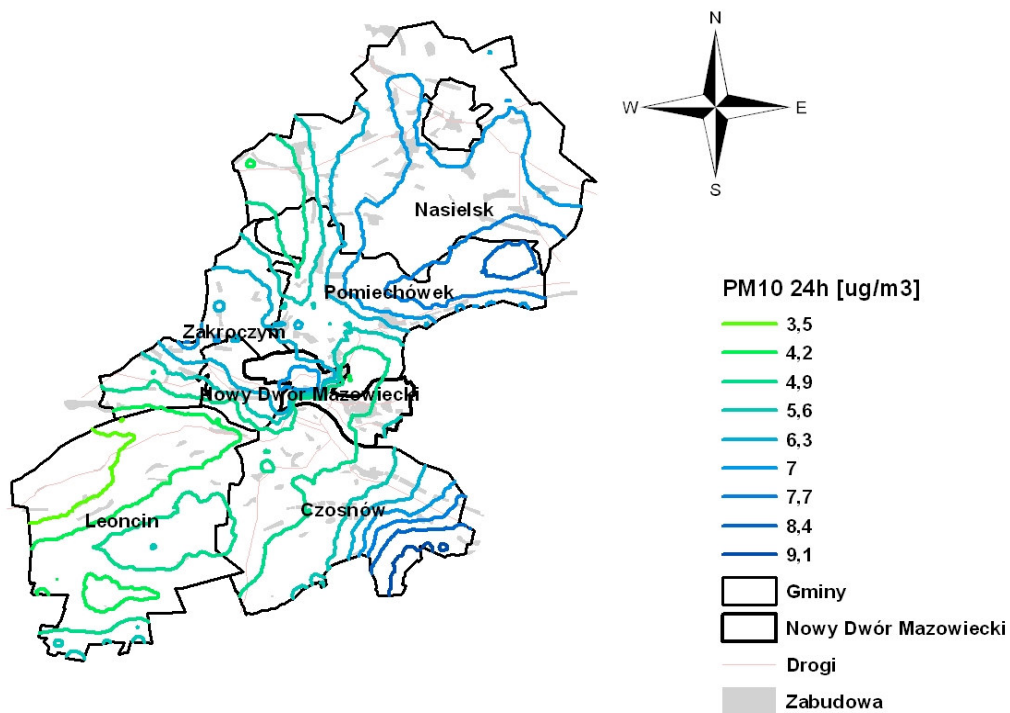 N
W
E
S
Nasielsk
Pomiechówek
Zakroczym
Nowy Dwór Mazowiecki
Czosnów
Leoncin
PM10 24h [ug/m3]
3,5
4,2
4,9
5,6
6,3
7
7,7
8,4
9,1
Gminy
Nowy Dwór Mazowiecki
Drogi
Zabudowa